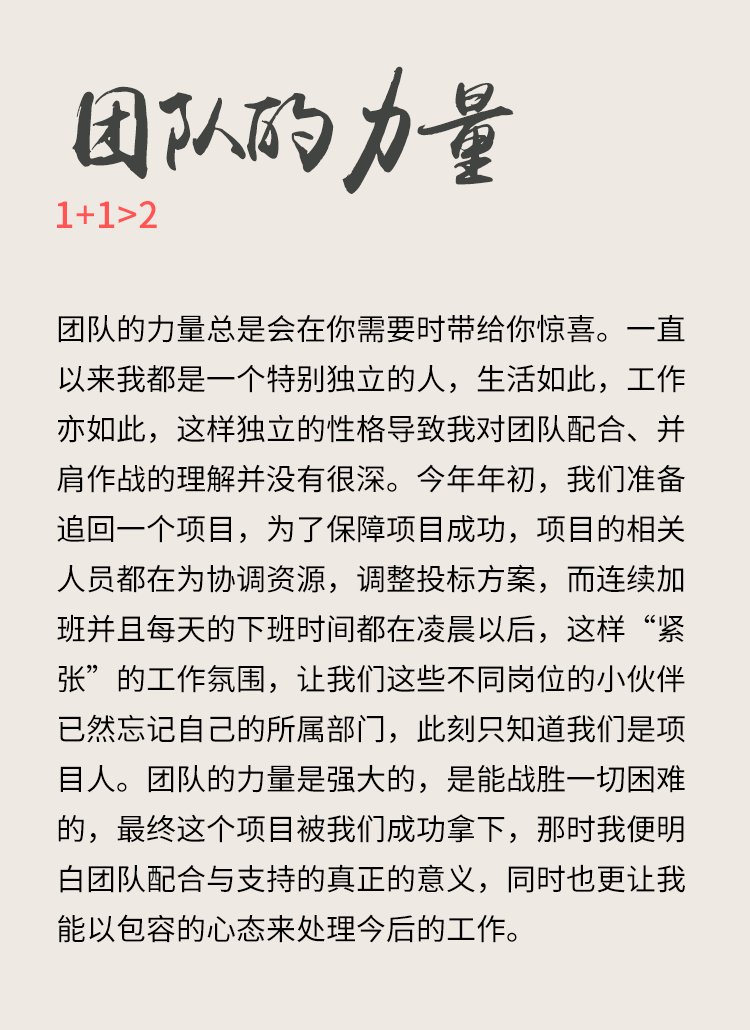 团队的力量
1+1>2
团队的力量总是会在你需要时带给你惊喜。一直
以来我都是一个特别独立的人，生活如此，工作
亦如此，这样独立的性格导致我对团队配合、并
肩作战的理解并没有很深。今年年初，我们准备
追回一个项目，为了保障项目成功，项目的相关
人员都在为协调资源，调整投标方案，而连续加
班并且每天的下班时间都在凌晨以后，这样“紧
张”的工作氛围，让我们这些不同岗位的小伙伴
已然忘记自己的所属部门，此刻只知道我们是项
目人。团队的力量是强大的，是能战胜一切困难
的，最终这个项目被我们成功拿下，那时我便明
白团队配合与支持的真正的意义，同时也更让我
能以包容的心态来处理今后的工作。